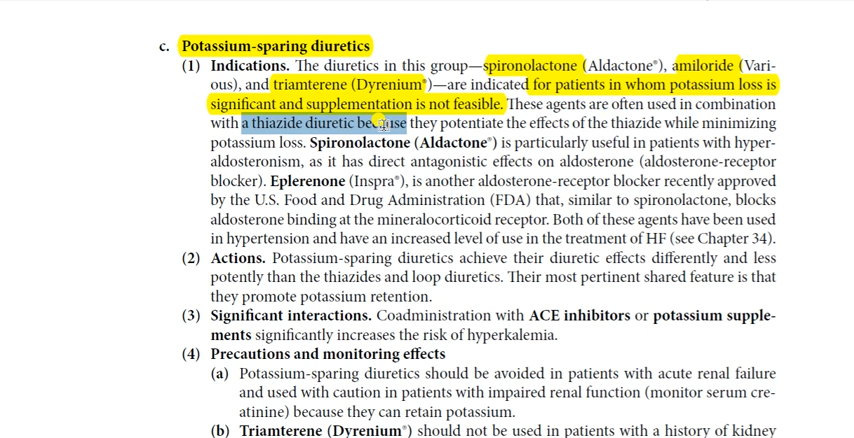 c. Potassium-sparing diuretics
(1) Indications. The diuretics in this group—spironolactone (Aldactone®), amiloride (Vari-
ous), and triamterene (Dyrenium®)—are indicated for patients in whom potassium loss is
significant and supplementation is not feasible. These agents are often used in combination
with a thiazide diuretic because they potentiate the effects of the thiazide while minimizing
potassium loss. Spironolactone (Aldactone®) is particularly useful in patients with hyper-
aldosteronism, as it has direct antagonistic effects on aldosterone (aldosterone-receptor
blocker). Eplerenone (Inspra®), is another aldosterone-receptor blocker recently approved
by the U.S. Food and Drug Administration (FDA) that, similar to spironolactone, blocks
aldosterone binding at the mineralocorticoid receptor. Both of these agents have been used
in hypertension and have an increased level of use in the treatment of HF (see Chapter 34).
(2) Actions. Potassium-sparing diuretics achieve their diuretic effects differently and less
potently than the thiazides and loop diuretics. Their most pertinent shared feature is that
they promote potassium retention.
(3) Significant interactions. Coadministration with ACE inhibitors or potassium supple-
ments significantly increases the risk of hyperkalemia.
(4) Precautions and monitoring effects
(a) Potassium-sparing diuretics should be avoided in patients with acute renal failure
and used with caution in patients with impaired renal function (monitor serum cre-
atinine) because they can retain potassium.
(b) Triamterene (Dyrenium®) should not be used in patients with a history of kidney